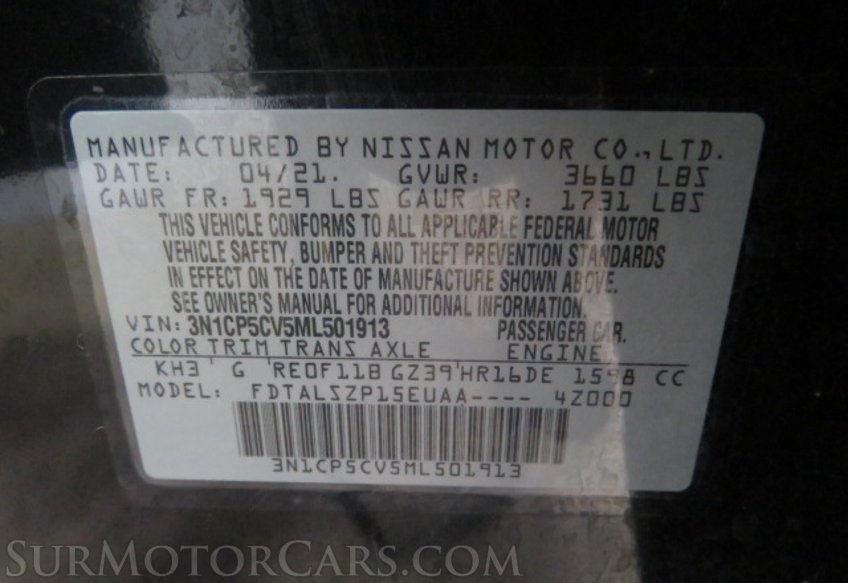 MANUFACTURED BY NISSAN MOTOR CO., LTD.
DATE: 04/21. GVWR: 3660 LBS
GAWR FR: 1929 LBS GAWR RR: 1731 LBS
THIS VEHICLE CONFORMS TO ALL APPLICABLE FEDERAL MOTOR
VEHICLE SAFETY, BUMPER AND THEFT PREVENTION STANDARDS
IN EFFECT ON THE DATE OF MANUFACTURE SHOWN ABOVE.
SEE OWNER'S MANUAL FOR ADDITIONAL INFORMATION.
VIN: 3N1CP5CV5ML501913 PASSENGER CAR.
COLOR TRIM TRANS AXLE ENGINE
KH3 ' G 'RE0F11B GZ39'HR16DE 1598 CC
MODEL: FDTALSZP15EUAA---- 4Z000
3N1CP5CV5ML501913
SURMOTORCARS.COM